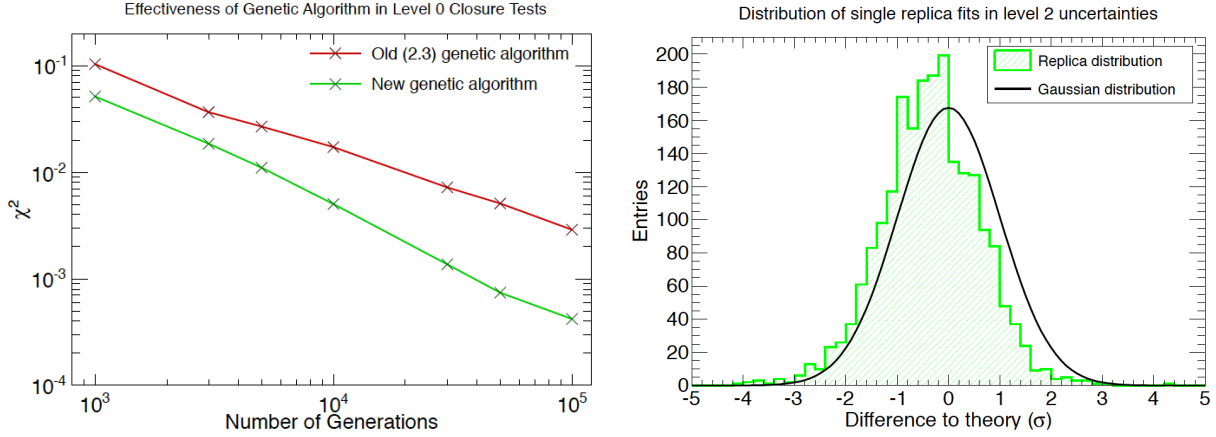 Effectiveness of Genetic Algorithm in Level 0 Closure Tests
Old (2.3) genetic algorithm
New genetic algorithm
χ²
10⁻¹
10⁻²
10⁻³
10⁻⁴
10³ 10⁴ 10⁵
Number of Generations
Distribution of single replica fits in level 2 uncertainties
Replica distribution
Gaussian distribution
Entries
200
180
160
140
120
100
80
60
40
20
0
-5 -4 -3 -2 -1 0 1 2 3 4 5
Difference to theory (σ)